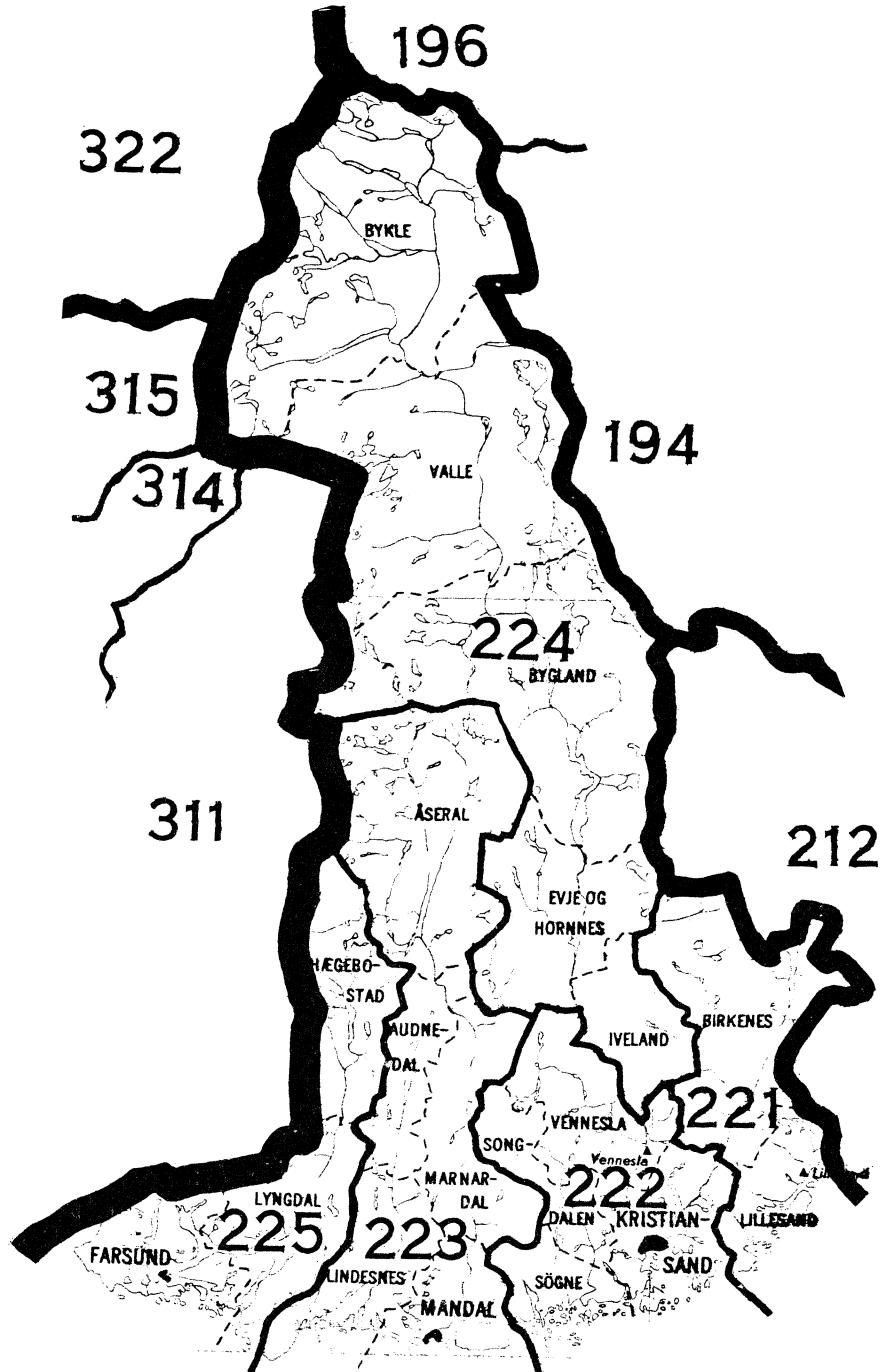 196
322
BYKLE
315
194
314
VALLE
224
BYGLAND
311
ÅSERAL
212
EVJE OG
HORNNES
HÆGEBO-
STAD
BIRKENES
AUDNE-
DAL
IVELAND
221
VENNESLA
SONG-
Vennesla
MARNAR-
DAL
222
LYNGDAL
DALEN
KRISTIAN-
LILLESAND
225
223
FARSUND
SAND
LINDESNES
SÖGNE
MANDAL